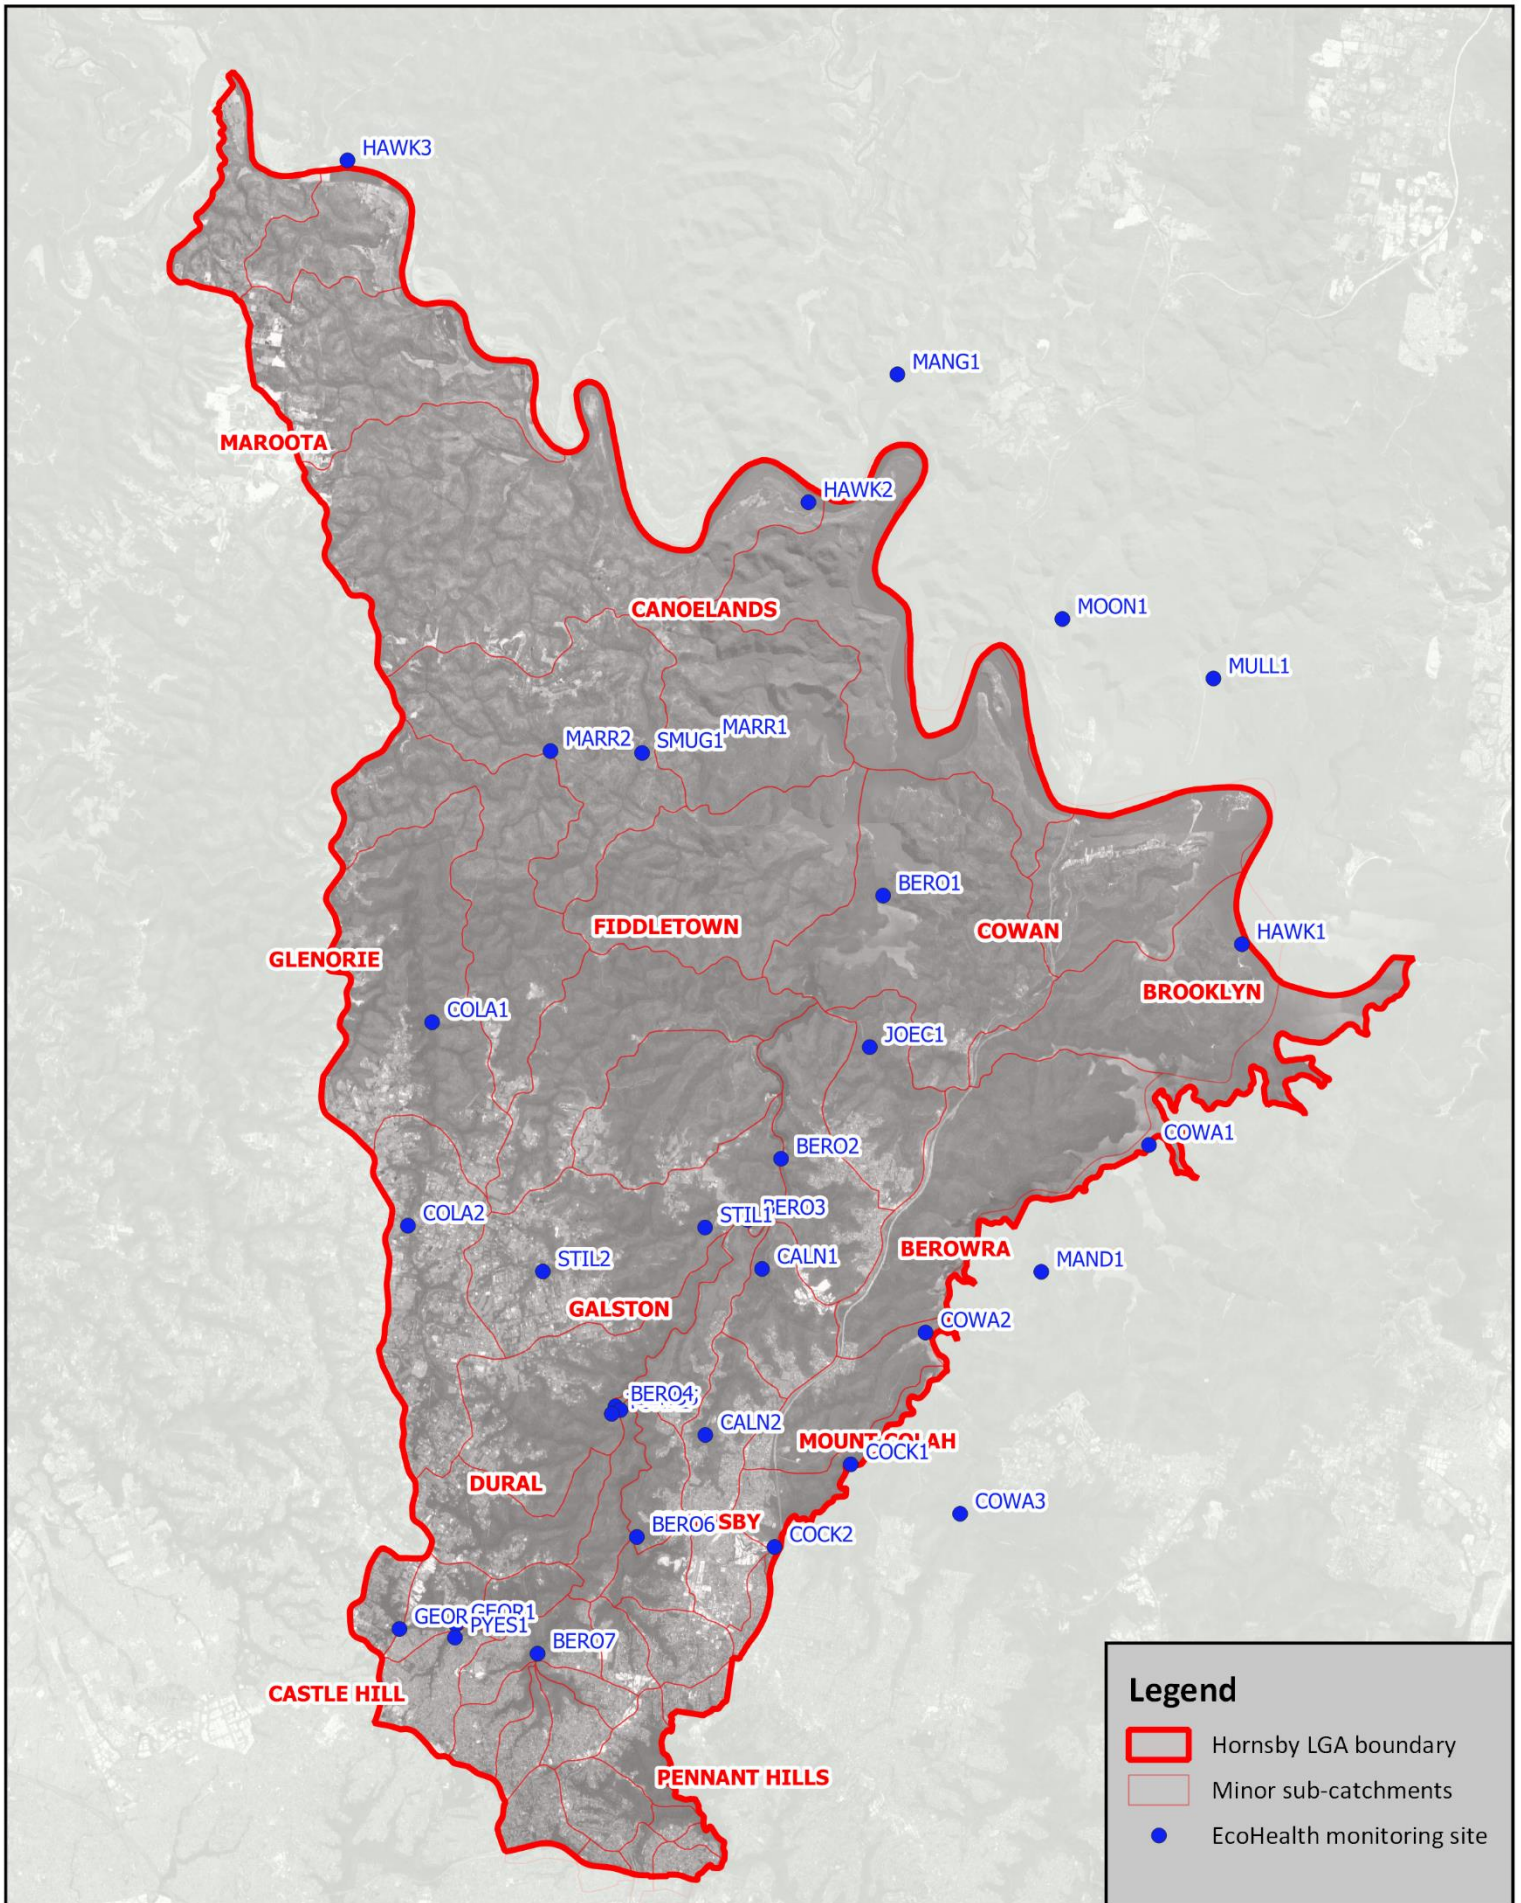 HAWK3
MANG1
MAROOTA
HAWK2
CANOELANDS
MOON1
MULL1
MARR1
MARR2
SMUG1
BERO1
FIDDLETOWN
COWAN
HAWK1
GLENORIE
BROOKLYN
COLA1
JOEC1
COWA1
BERO2
COLA2
STIL1
BERO3
BEROWRA
STIL2
CALN1
MAND1
GALSTON
COWA2
BERO4
CALN2
MOUNT COLAH
COCK1
DURAL
COWA3
BERO6
SBY
COCK2
GEOR
GEOR1
PYES1
BERO7
CASTLE HILL
PENNANT HILLS
Legend
Hornsby LGA boundary
Minor sub-catchments
EcoHealth monitoring site